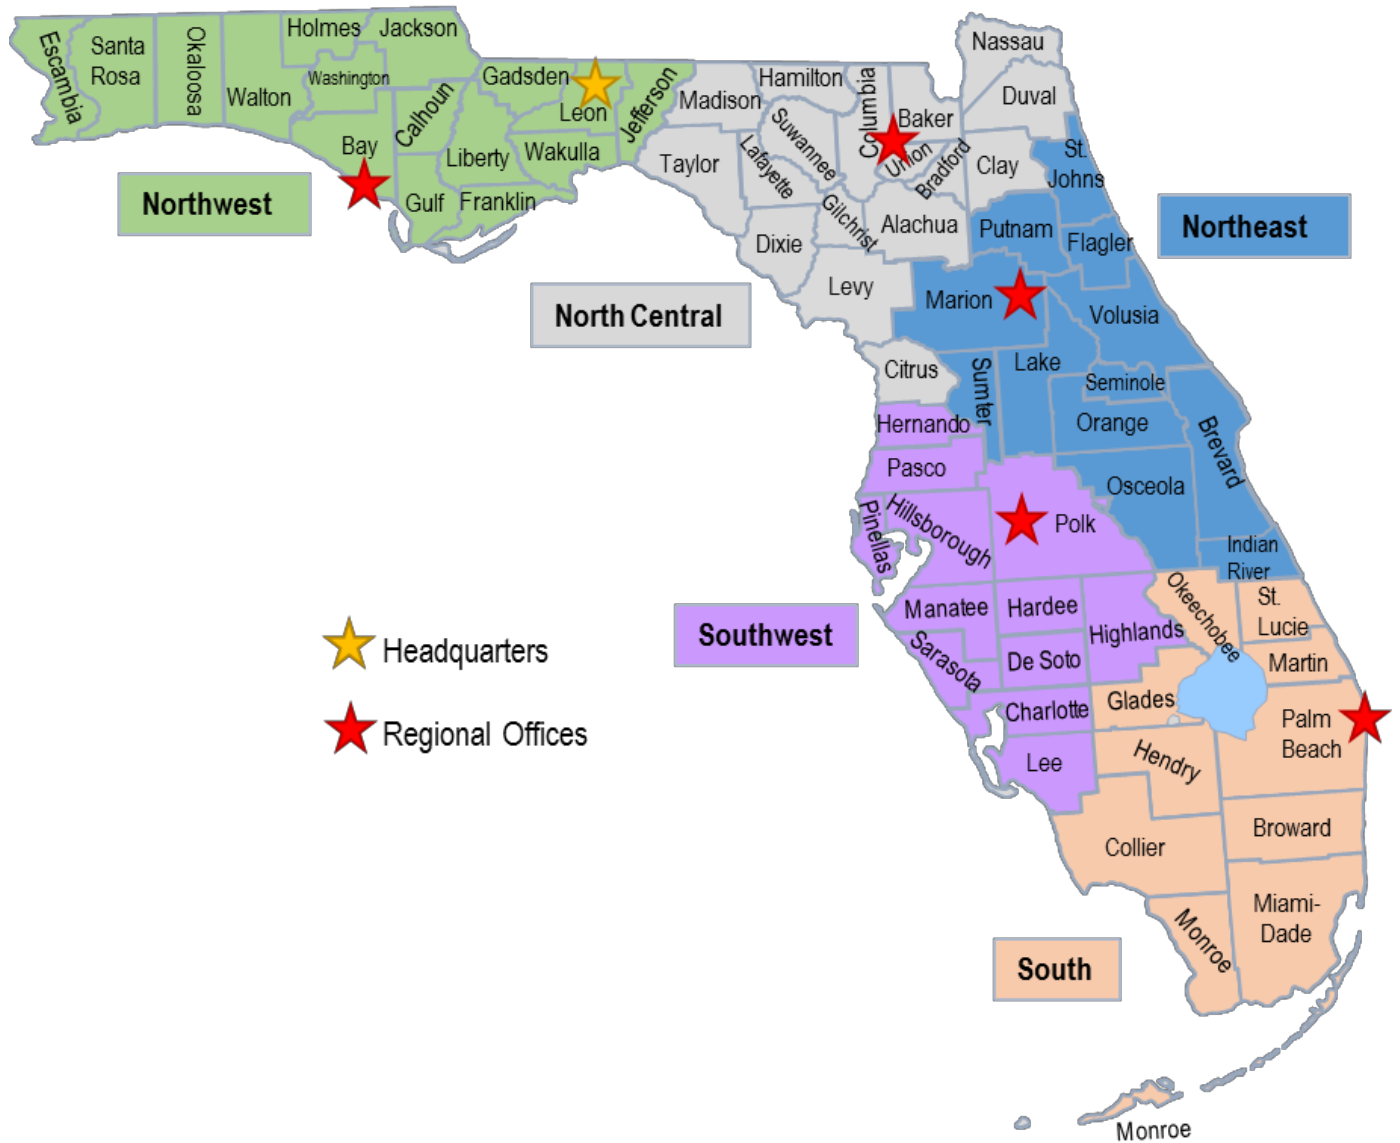 Escambia
Santa
Rosa
Okaloosa
Walton
Holmes
Jackson
Washington
Bay
Calhoun
Gulf
Liberty
Franklin
Gadsden
Leon
Wakulla
Jefferson
Northwest
Madison
Taylor
Hamilton
Suwannee
Lafayette
Dixie
Columbia
Gilchrist
Baker
Union
Bradford
Alachua
Levy
Citrus
Nassau
Duval
Clay
North Central
St.
Johns
Putnam
Flagler
Marion
Volusia
Lake
Sumter
Seminole
Orange
Brevard
Osceola
Indian
River
Northeast
Hernando
Pasco
Pinellas
Hillsborough
Polk
Manatee
Hardee
Highlands
Sarasota
De Soto
Charlotte
Lee
Southwest
Okeechobee
St.
Lucie
Martin
Glades
Palm
Beach
Hendry
Broward
Collier
Miami-
Dade
Monroe
South
Monroe
Headquarters
Regional Offices